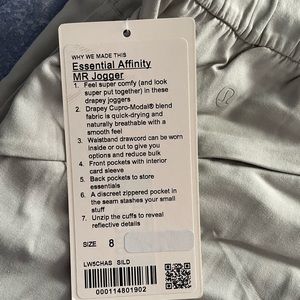 WHY WE MADE THIS
Essential Affinity
MR Jogger
1. Feel super comfy (and look
super put together) in these
drapey joggers
2. Drapey Cupro-Modal® blend
fabric is quick-drying and
naturally breathable with a
smooth feel
3. Waistband drawcord can be worn
inside or out to give you
options and reduce bulk
4. Front pockets with interior
card sleeve
5. Back pockets to store
essentials
6. A discreet zippered pocket in
the seam stashes your small
stuff
7. Unzip the cuffs to reveal
reflective details
SIZE 8
LW5CHAS SILD
000114801902